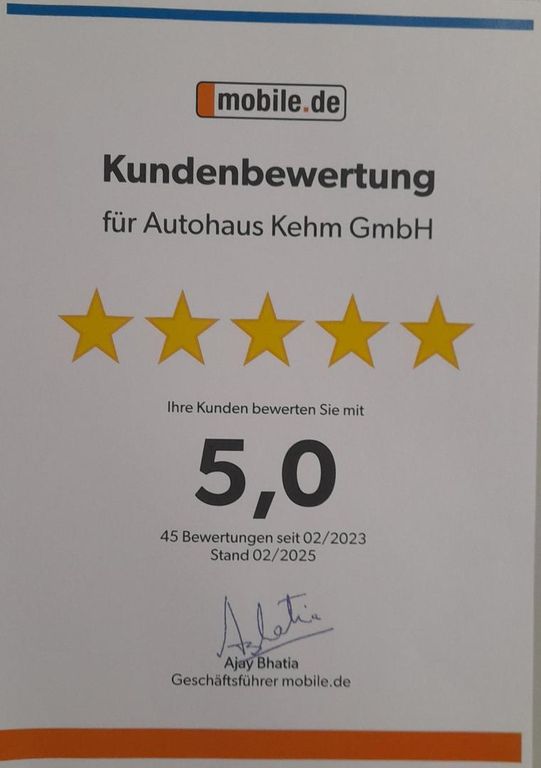 mobile.de
Kundenbewertung
für Autohaus Kehm GmbH
Ihre Kunden bewerten Sie mit
5,0
45 Bewertungen seit 02/2023
Stand 02/2025
ABhatia
Ajay Bhatia
Geschäftsführer mobile.de